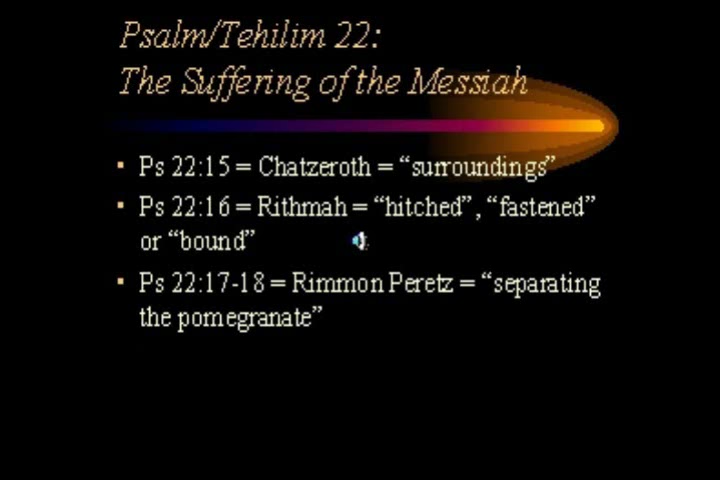 Psalm/Tehilim 22:
The Suffering of the Messiah
▪ Ps 22:15 = Chatzeroth = “surroundings”
▪ Ps 22:16 = Rithmah = “hitched”, “fastened”
or “bound”
▪ Ps 22:17-18 = Rimmon Peretz = “separating
the pomegranate”